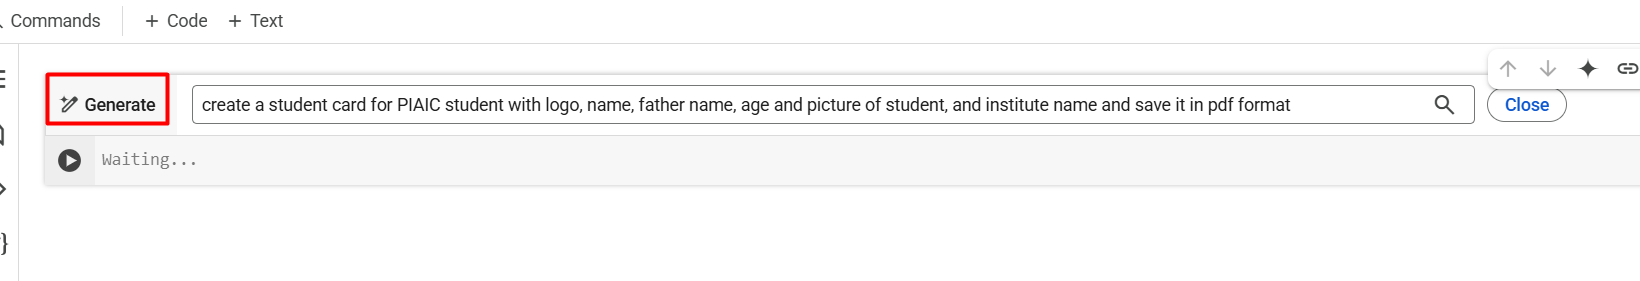 Commands + Code + Text
Generate create a student card for PIAIC student with logo, name, father name, age and picture of student, and institute name and save it in pdf format Close
Waiting...